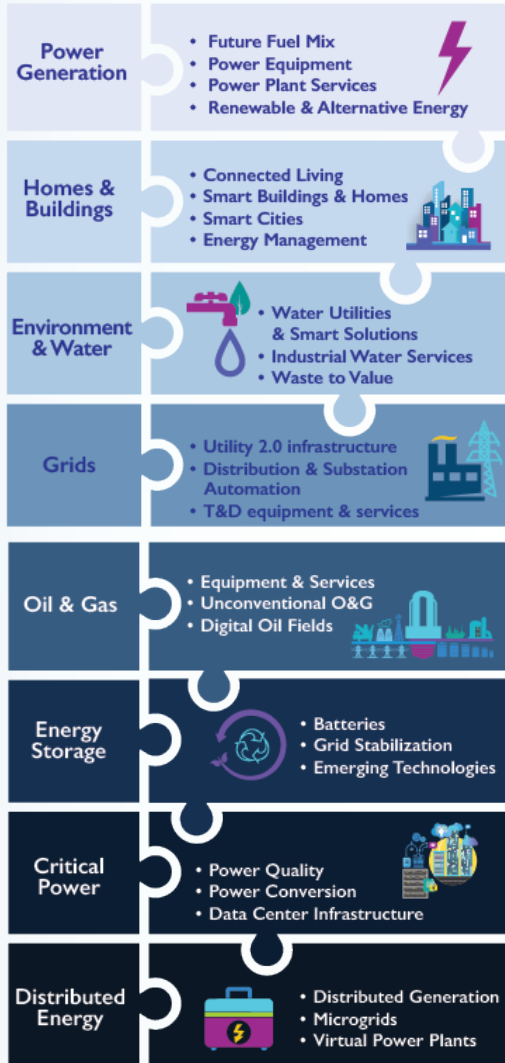 Power
Generation
• Future Fuel Mix
• Power Equipment
• Power Plant Services
• Renewable & Alternative Energy
Homes &
Buildings
• Connected Living
• Smart Buildings & Homes
• Smart Cities
• Energy Management
Environment
& Water
• Water Utilities
& Smart Solutions
• Industrial Water Services
• Waste to Value
Grids
• Utility 2.0 infrastructure
• Distribution & Substation
Automation
• T&D equipment & services
Oil & Gas
• Equipment & Services
• Unconventional O&G
• Digital Oil Fields
Energy
Storage
• Batteries
• Grid Stabilization
• Emerging Technologies
Critical
Power
• Power Quality
• Power Conversion
• Data Center Infrastructure
Distributed
Energy
• Distributed Generation
• Microgrids
• Virtual Power Plants